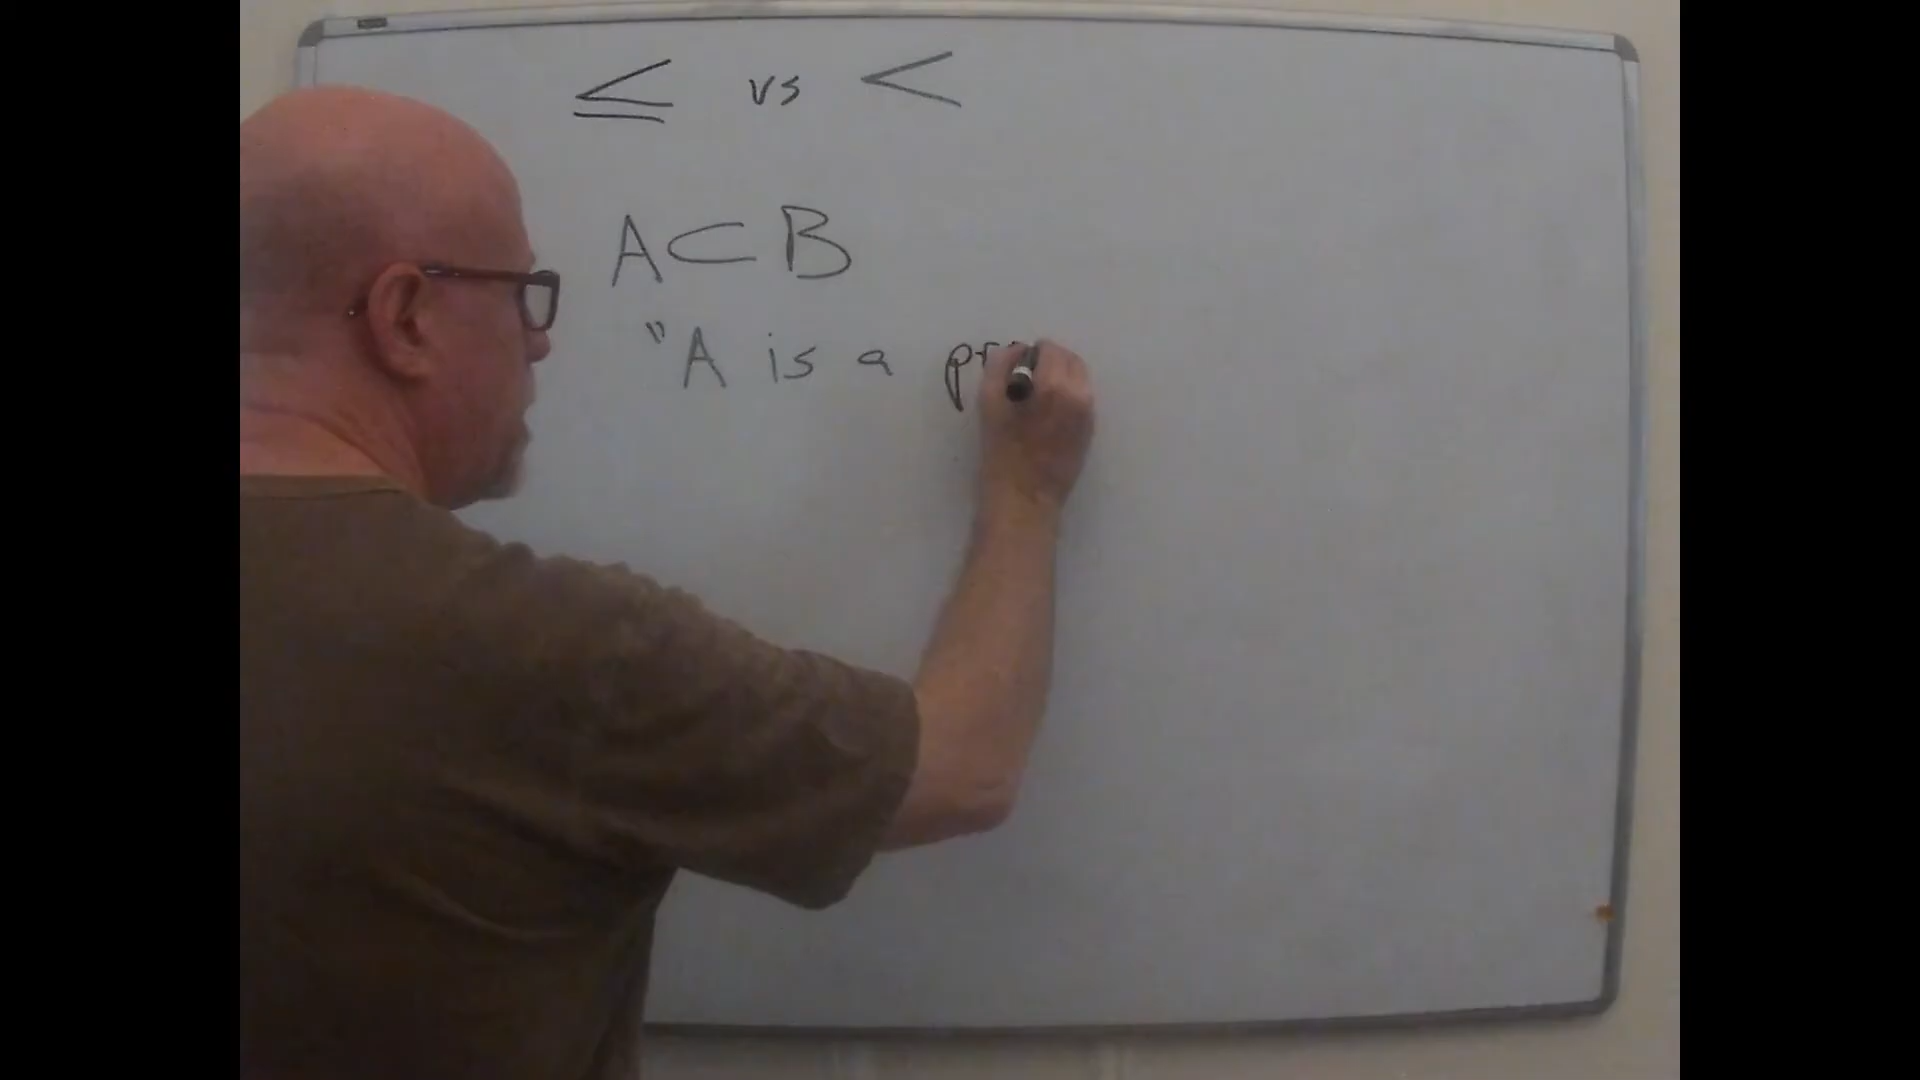 ≤ vs <
A⊂B
"A is a